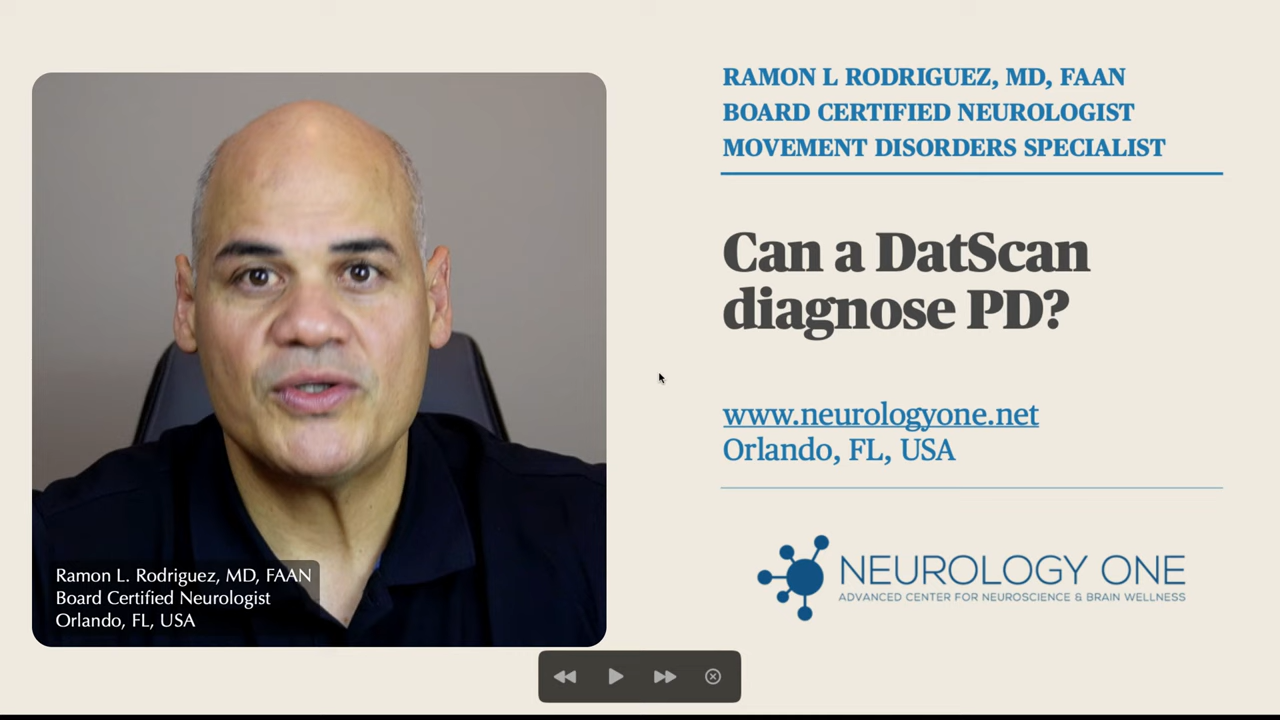 RAMON L RODRIGUEZ, MD, FAAN
BOARD CERTIFIED NEUROLOGIST
MOVEMENT DISORDERS SPECIALIST
Can a DatScan
diagnose PD?
www.neurologyone.net
Orlando, FL, USA
NEUROLOGY ONE
ADVANCED CENTER FOR NEUROSCIENCE & BRAIN WELLNESS
Ramon L. Rodriguez, MD, FAAN
Board Certified Neurologist
Orlando, FL, USA